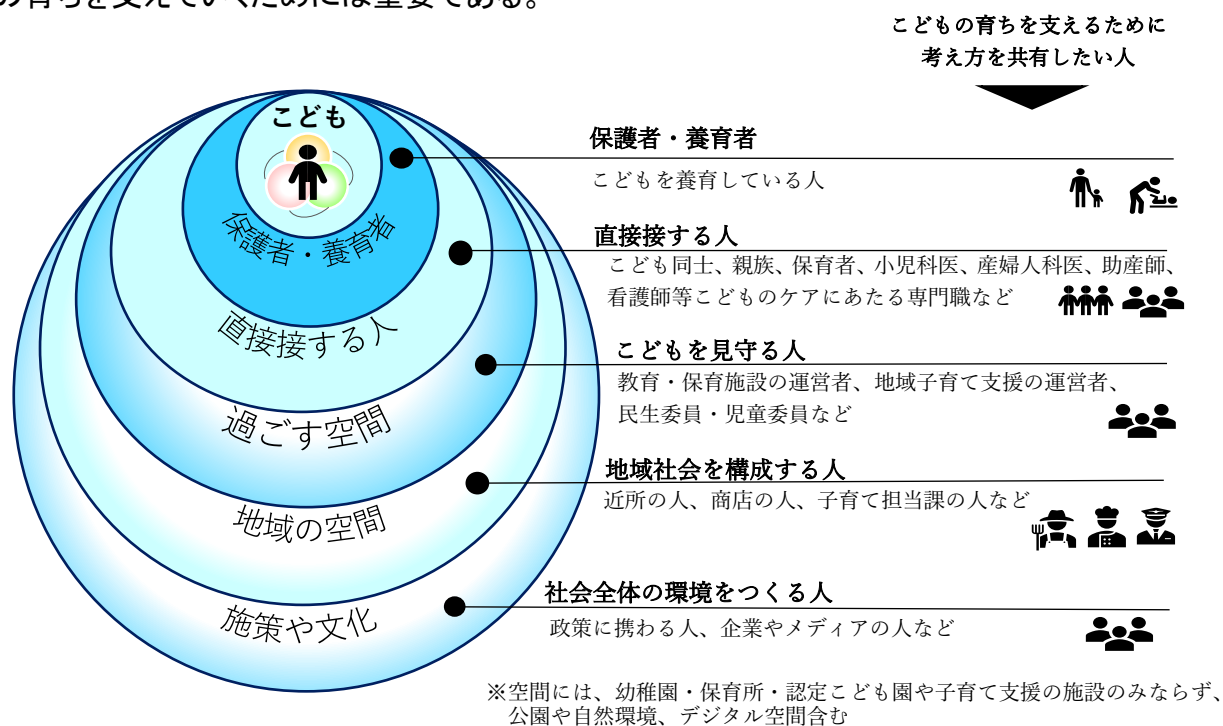 の育ちを支えていくためには重要である。
こどもの育ちを支えるために
考え方を共有したい人
こども
保護者・養育者
直接接する人
過ごす空間
地域の空間
施策や文化
保護者・養育者
こどもを養育している人
直接接する人
こども同士、親族、保育者、小児科医、産婦人科医、助産師、
看護師等こどものケアにあたる専門職など
こどもを見守る人
教育・保育施設の運営者、地域子育て支援の運営者、
民生委員・児童委員など
地域社会を構成する人
近所の人、商店の人、子育て担当課の人など
社会全体の環境をつくる人
政策に携わる人、企業やメディアの人など
※空間には、幼稚園・保育所・認定こども園や子育て支援の施設のみならず、
公園や自然環境、デジタル空間含む